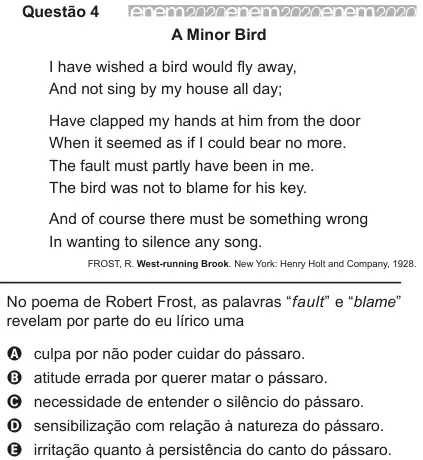 Questão 4
enem2020enem2020enem2020
A Minor Bird
I have wished a bird would fly away,
And not sing by my house all day;
Have clapped my hands at him from the door
When it seemed as if I could bear no more.
The fault must partly have been in me.
The bird was not to blame for his key.
And of course there must be something wrong
In wanting to silence any song.
FROST, R. West-running Brook. New York: Henry Holt and Company, 1928.
No poema de Robert Frost, as palavras “fault” e “blame”
revelam por parte do eu lírico uma
A culpa por não poder cuidar do pássaro.
B atitude errada por querer matar o pássaro.
C necessidade de entender o silêncio do pássaro.
D sensibilização com relação à natureza do pássaro.
E irritação quanto à persistência do canto do pássaro.